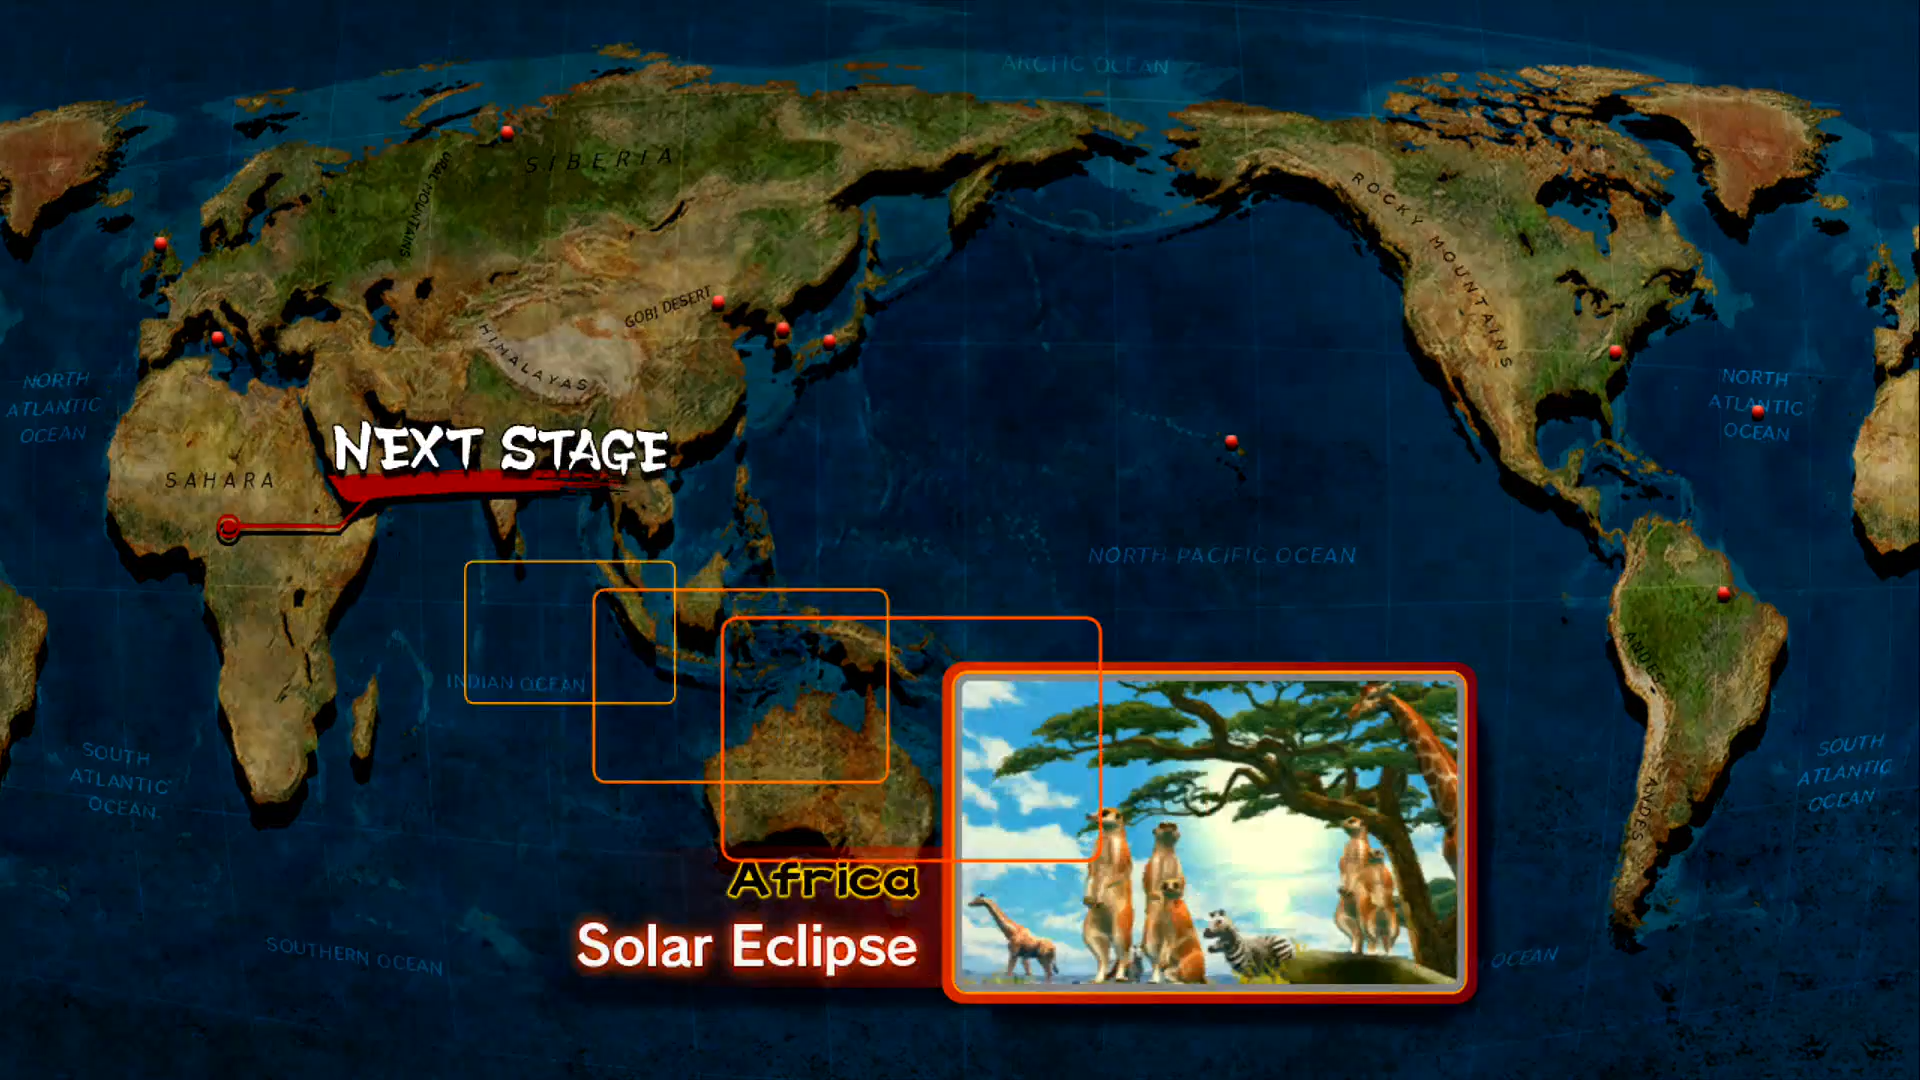 ARCTIC OCEAN
SIBERIA
URAL MOUNTAINS
ROCKY MOUNTAINS
GOBI DESERT
HIMALAYAS
NORTH
ATLANTIC
OCEAN
NORTH
ATLANTIC
OCEAN
NEXT STAGE
SAHARA
NORTH PACIFIC OCEAN
INDIAN OCEAN
ANDES
SOUTH
ATLANTIC
OCEAN
SOUTH
ATLANTIC
OCEAN
ANDES
Africa
Solar Eclipse
SOUTHERN OCEAN
OCEAN